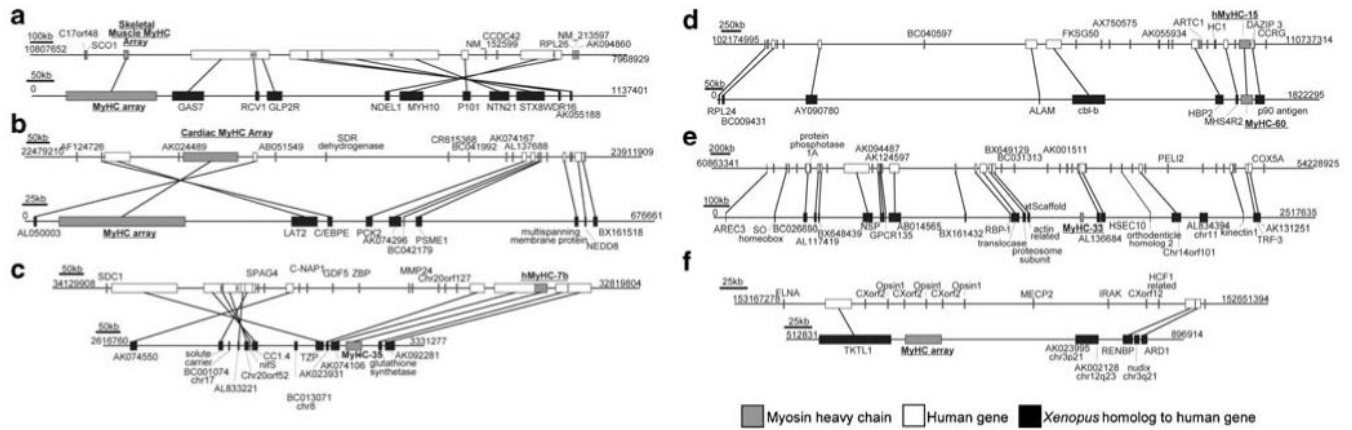 a
100kb
C17orf48
Skeletal
Muscle MyHC
Array
CCDC42
NM_213597
10807652
SCO1
NM_152599
RPL26
AK094860
7968929
50kb
0
1137401
MyHC array
GAS7
RCV1
GLP2R
NDEL1
MYH10
P101
NTN21
STX8
WDR16
AK055188
b
50kb
Cardiac MyHC Array
SDR
dehydrogenase
CR615368
AK074167
BC041992
AL137688
22479210
AF124726
AK024489
AB051549
23911909
25kb
0
676661
AL050003
MyHC array
LAT2
C/EBPE
PCK2
AK074296
BC042179
PSME1
multispanning
membrane protein
NEDD8
BX161518
c
50kb
SDC1
SPAG4
C-NAP1
GDF5
ZBP
MMP24
Chr20orf127
hMyHC-7b
34129908
32819804
50kb
2616760
3331277
AK074550
solute
carrier
BC001074
chr17
AL833221
Chr20orf52
nifS
CC1.4
BC013071
chr8
TZP
AK023931
AK074106
MyHC-35
glutathione
synthetase
AK092281
d
250kb
hMyHC-15
ARTC1
HC1
DAZIP 3
CCRG
AX750575
BC040597
FKSG50
AK055934
102174995
110737314
50kb
0
1822295
RPL24
BC009431
AY090780
ALAM
cbl-b
HBP2
MHS4R2
p90 antigen
MyHC-60
e
200kb
protein
phosphotase
1A
AK094487
AK124597
BX649129
BC031313
AK001511
PELI2
COX5A
60863341
54228925
100kb
0
2517635
AREC3
SO
homeobox
BC026690
AL117419
BX648439
NSP
GPCR135
AB014565
BX161432
RBP-1
translocase
xtScaffold
actin related
proteosome
subunit
MyHC-33
AL136684
HSEC10
orthodenticle
homolog 2
Chr14orf101
AL834394
chr11
kinectin1
AK131251
TRF-3
f
25kb
153167278
FLNA
Opsin1
Opsin1
Opsin1
CXorf2
CXorf2
CXorf2
MECP2
IRAK
CXorf12
HCF1
related
152651394
25kb
512831
896914
TKTL1
MyHC array
AK023995
chr3p21
AK002128
chr12q23
RENBP
nudix
chr3q21
ARD1
Myosin heavy chain
Human gene
Xenopus homolog to human gene